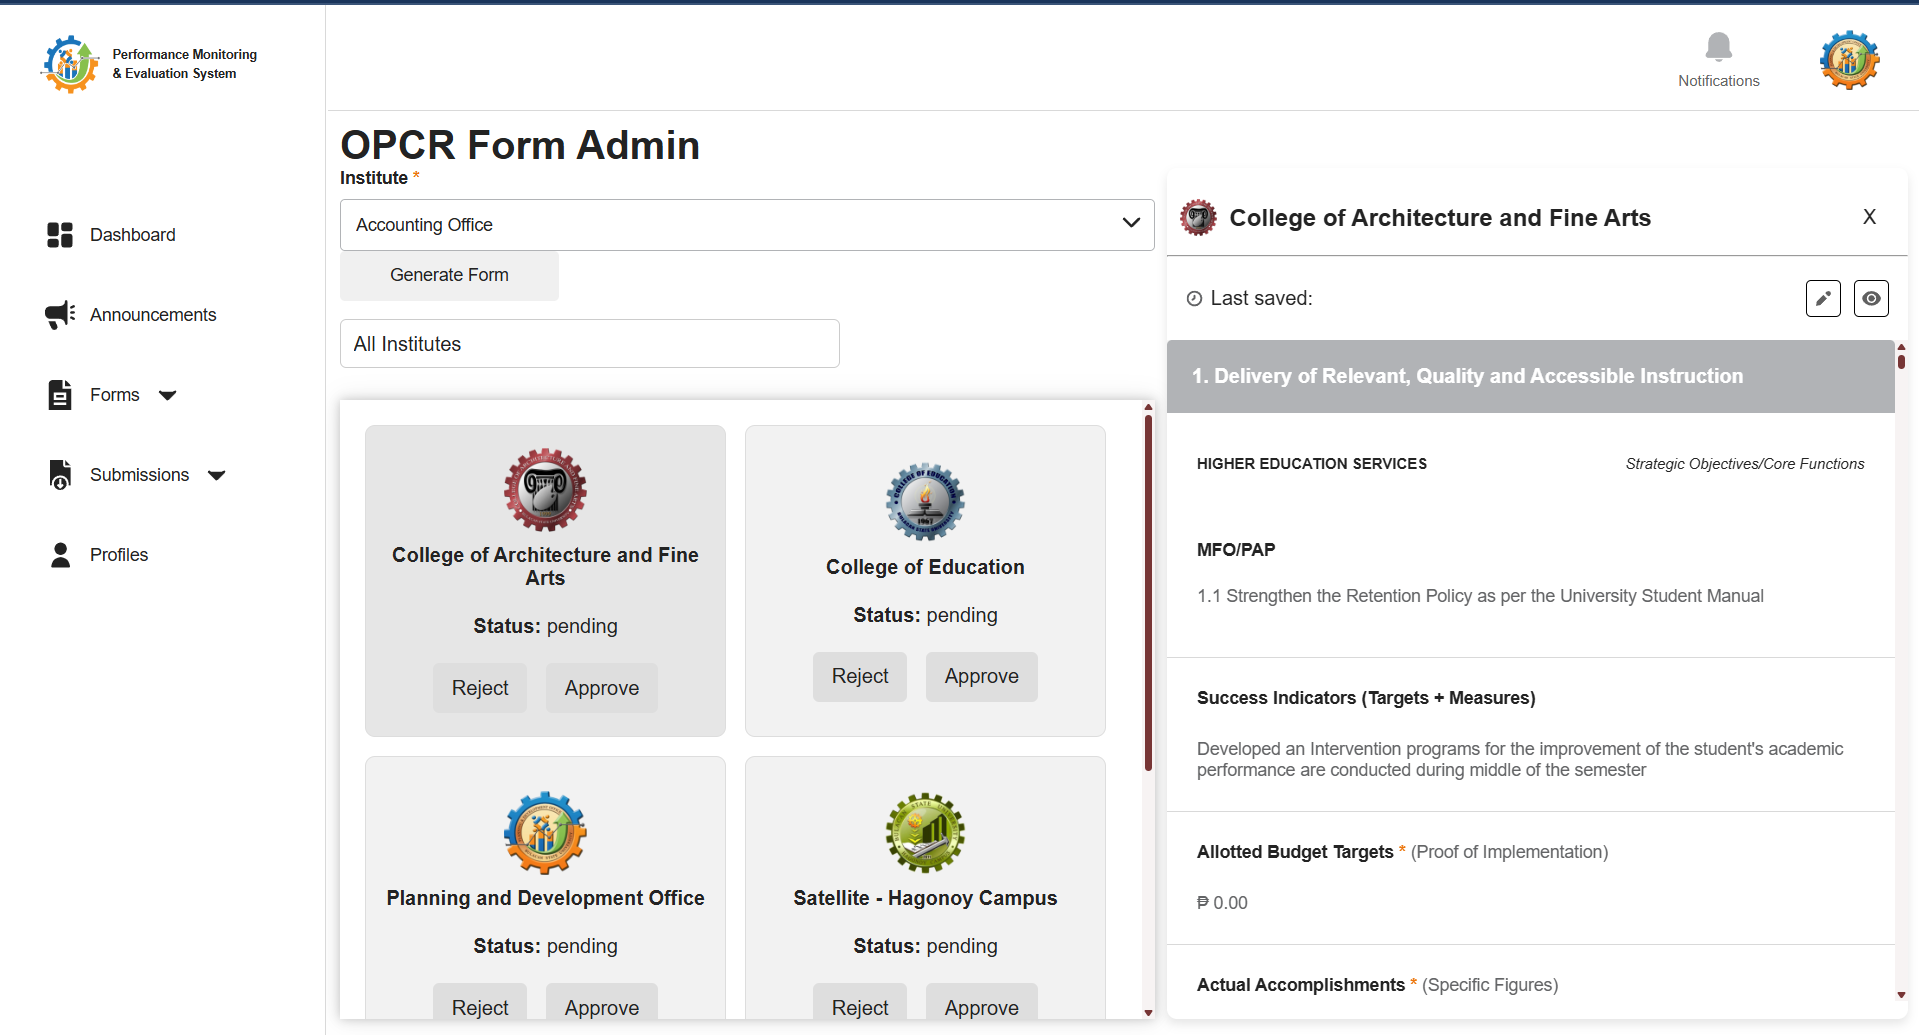 Performance Monitoring
& Evaluation System
Notifications
Dashboard
Announcements
Forms
Submissions
Profiles
OPCR Form Admin
Institute *
Accounting Office
Generate Form
All Institutes
College of Architecture and Fine
Arts
Status: pending
Reject
Approve
COLLEGE OF EDUCATION
1967
College of Education
Status: pending
Reject
Approve
Planning and Development Office
Status: pending
Reject
Approve
Satellite - Hagonoy Campus
Status: pending
Reject
Approve
College of Architecture and Fine Arts
X
Last saved:
1. Delivery of Relevant, Quality and Accessible Instruction
HIGHER EDUCATION SERVICES
Strategic Objectives/Core Functions
MFO/PAP
1.1 Strengthen the Retention Policy as per the University Student Manual
Success Indicators (Targets + Measures)
Developed an Intervention programs for the improvement of the student's academic
performance are conducted during middle of the semester
Allotted Budget Targets * (Proof of Implementation)
₱ 0.00
Actual Accomplishments * (Specific Figures)